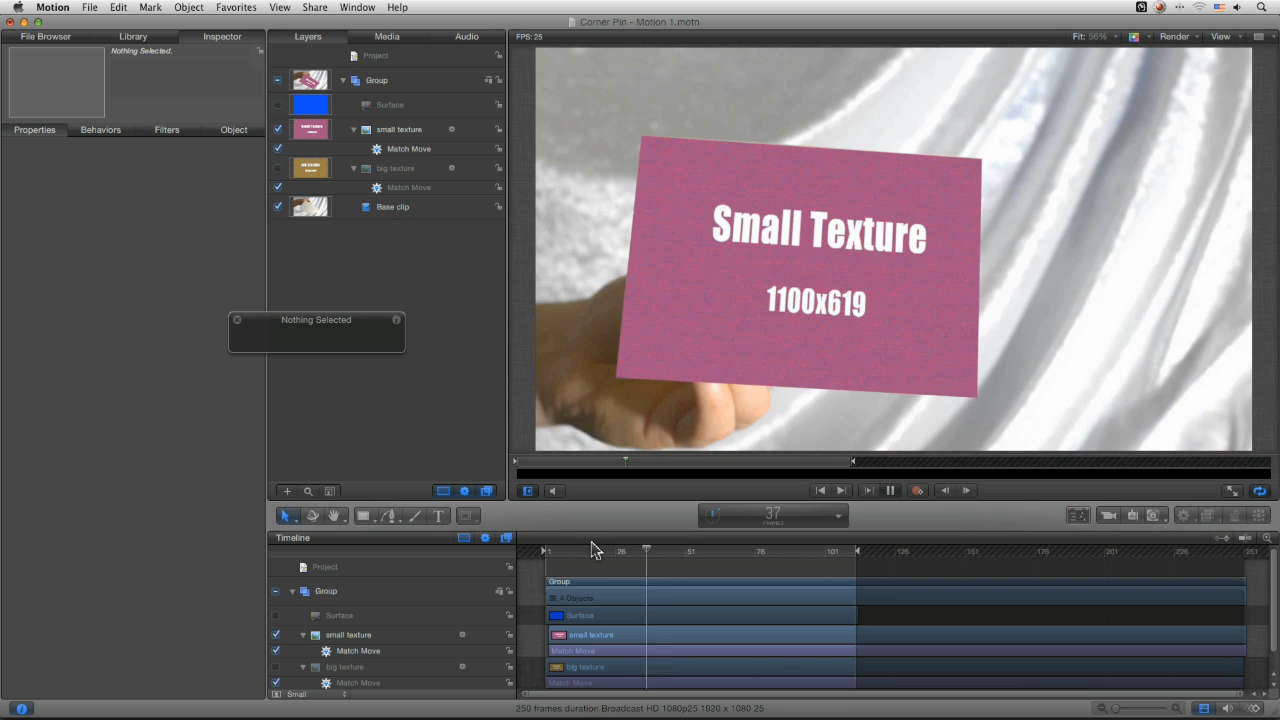 Motion File Edit Mark Object Favorites View Share Window Help
Corner Pin - Motion 1.motn
File Browser Library Inspector Layers Media Audio FPS: 25 Fit: 56% Render View
Nothing Selected.
Project
Group
Surface
Properties Behaviors Filters Object
small texture
Match Move
big texture
Match Move
Base clip
Small Texture
1100x619
Nothing Selected
37
FRAMES
Timeline
1 26 51 76 101 126 151 176 201 226 251
Project
Group
Group
4 Objects
Surface
Surface
small texture
small texture
Match Move
Match Move
big texture
big texture
Match Move
Match Move
Small
250 frames duration Broadcast HD 1080p25 1920 x 1080 25